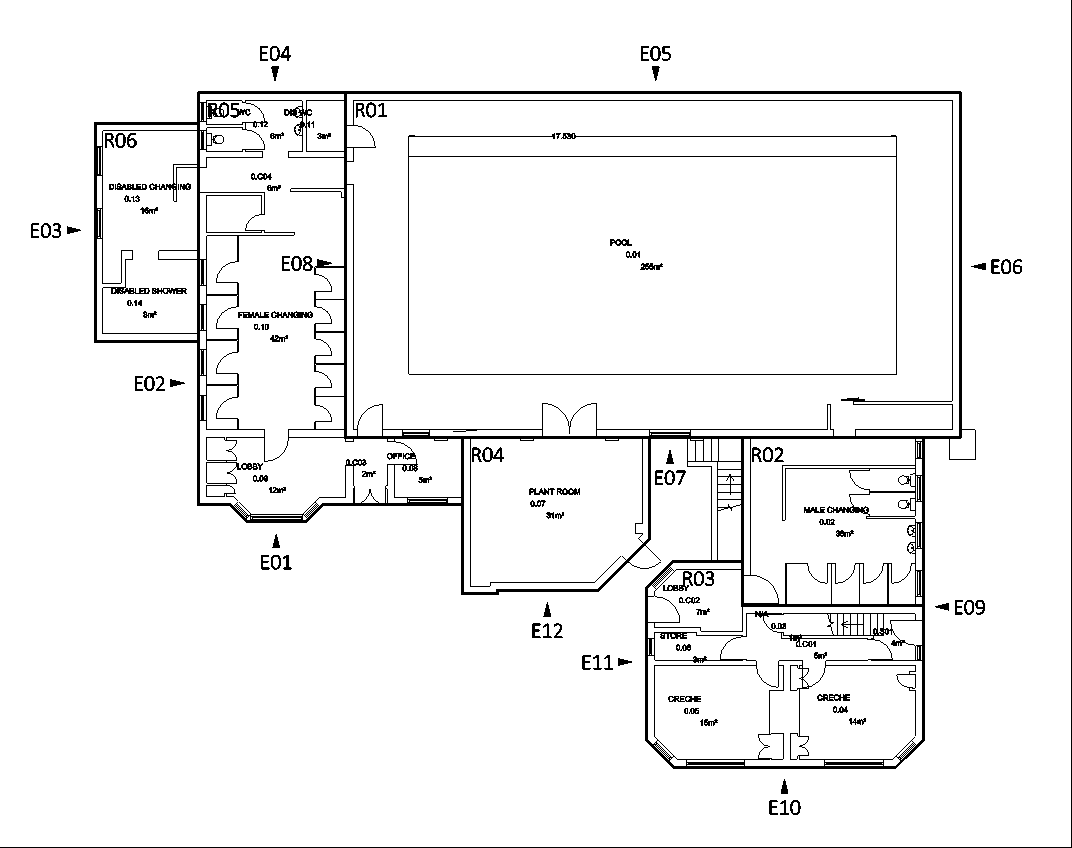 E04
E05
R05
WC
0.12
6m²
DIS WC
0.11
3m²
R01
17.530
R06
DISABLED CHANGING
0.13
16m²
0.C04
6m²
E03
POOL
0.01
E08
E06
DISABLED SHOWER
0.14
8m²
FEMALE CHANGING
0.10
42m²
E02
LOBBY
0.09
12m²
0.C03
2m²
OFFICE
0.08
5m²
R04
PLANT ROOM
0.07
31m²
E07
R02
MALE CHANGING
0.02
E01
R03
LOBBY
0.C02
7m²
E12
E09
N/A
0.03
0.S01
4m²
0.C01
5m²
STORE
0.06
3m²
E11
CRECHE
0.05
15m²
CRECHE
0.04
14m²
E10